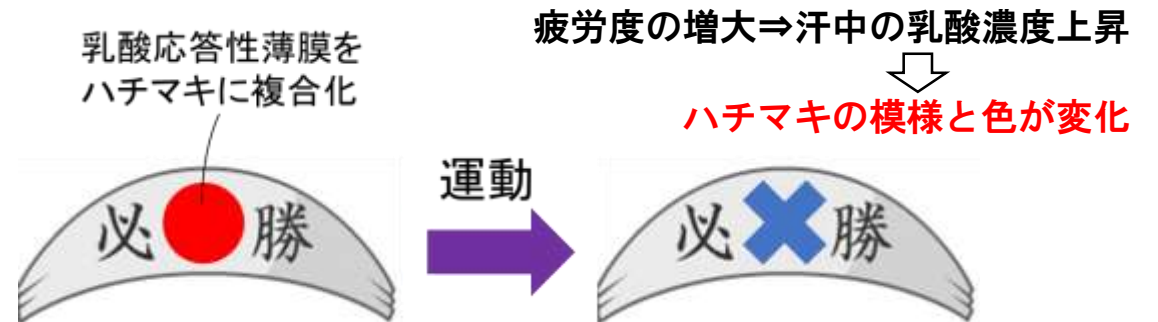 疲労度の増大⇒汗中の乳酸濃度上昇
ハチマキの模様と色が変化
乳酸応答性薄膜を
ハチマキに複合化
必 勝
運動
必 勝